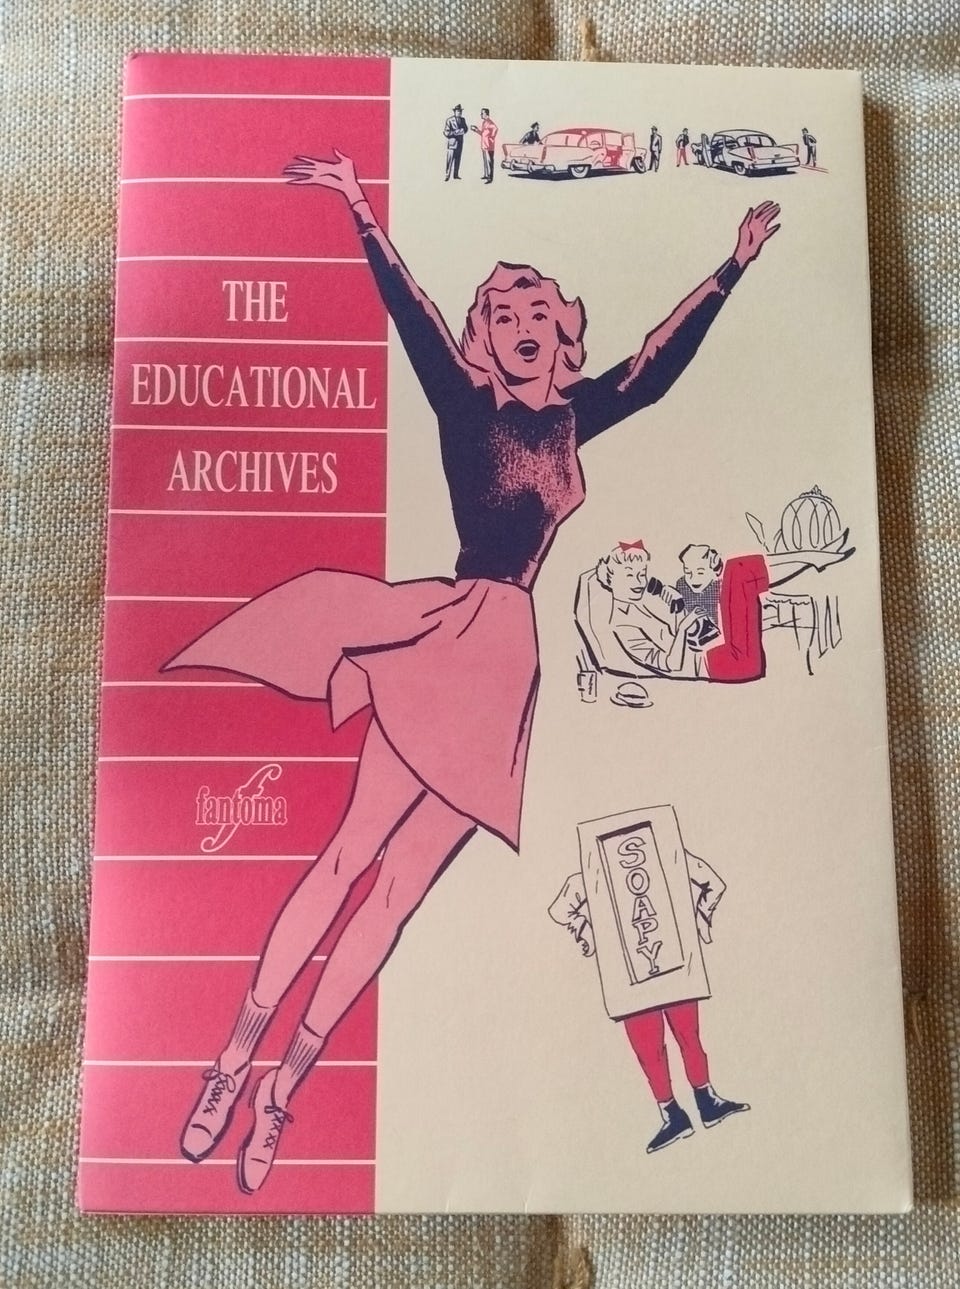 THE
EDUCATIONAL
ARCHIVES
fantoma
SOAPY